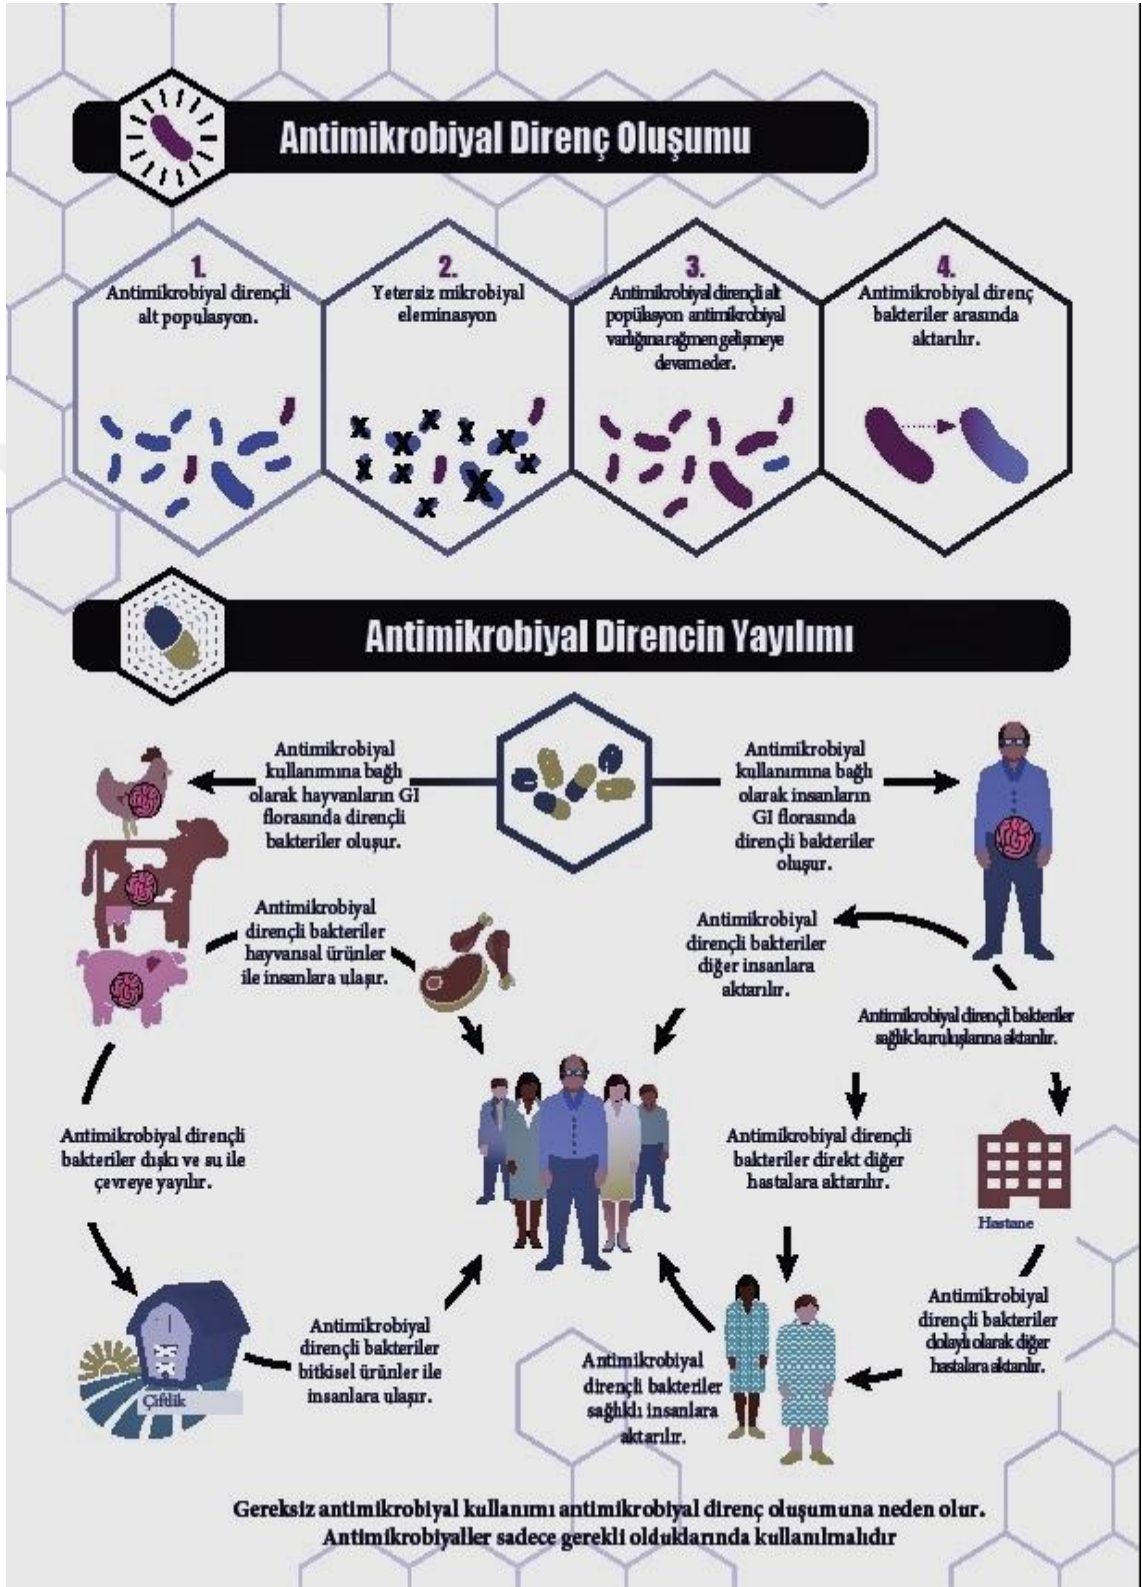 Antimikrobiyal Direnç Oluşumu
1.
Antimikrobiyal dirençli
alt populasyon.
2.
Yetersiz mikrobiyal
eleminasyon
3.
Antimikrobiyal dirençli alt
popülasyon antimikrobiyal
varlığına rağmen gelişmeye
devam eder.
4.
Antimikrobiyal direnç
bakteriler arasında
aktarılır.
Antimikrobiyal Direncin Yayılımı
Antimikrobiyal
kullanımına bağlı
olarak hayvanların GI
florasında dirençli
bakteriler oluşur.
Antimikrobiyal
kullanımına bağlı
olarak insanların
GI florasında
dirençli bakteriler
oluşur.
Antimikrobiyal
dirençli bakteriler
hayvansal ürünler
ile insanlara ulaşır.
Antimikrobiyal
dirençli bakteriler
diğer insanlara
aktarılır.
Antimikrobiyal dirençli bakteriler
sağlık kuruluşlarına aktarılır.
Antimikrobiyal dirençli
bakteriler dışkı ve su ile
çevreye yayılır.
Antimikrobiyal dirençli
bakteriler direkt diğer
hastalara aktarılır.
Hastane
Çiftlik
Antimikrobiyal
dirençli bakteriler
bitkisel ürünler ile
insanlara ulaşır.
Antimikrobiyal
dirençli bakteriler
sağlıklı insanlara
aktarılır.
Antimikrobiyal
dirençli bakteriler
dolaylı olarak diğer
hastalara aktarılır.
Gereksiz antimikrobiyal kullanımı antimikrobiyal direnç oluşumuna neden olur.
Antimikrobiyaller sadece gerekli olduklarında kullanılmalıdır